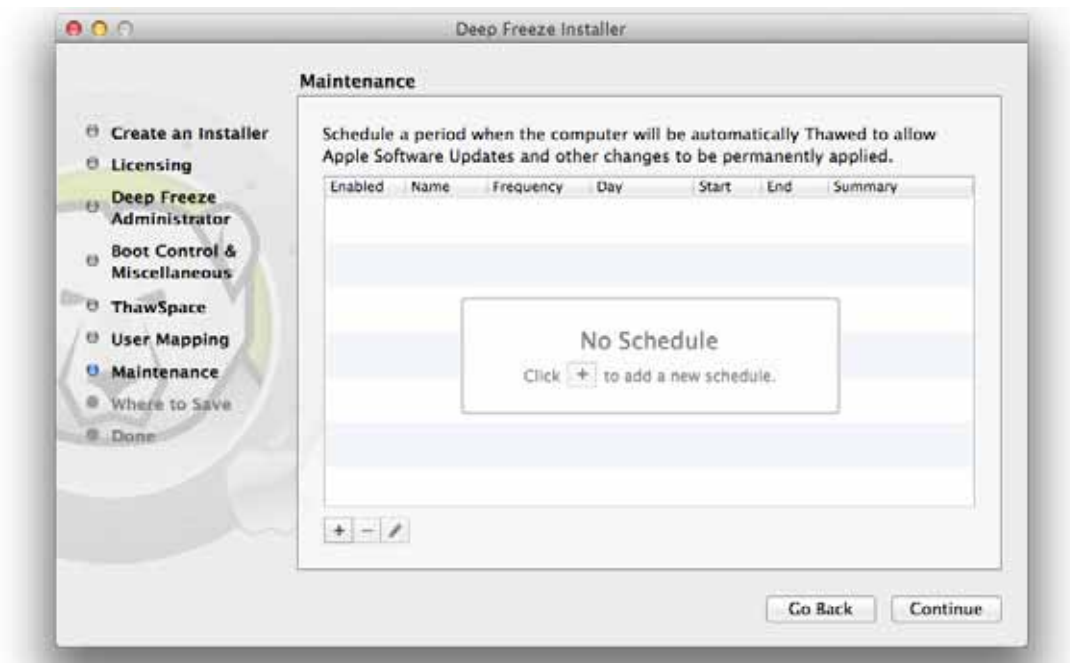 Deep Freeze Installer
Maintenance
Create an Installer
Licensing
Deep Freeze
Administrator
Boot Control &
Miscellaneous
ThawSpace
User Mapping
Maintenance
Where to Save
Done
Schedule a period when the computer will be automatically Thawed to allow
Apple Software Updates and other changes to be permanently applied.
Enabled Name Frequency Day Start End Summary
No Schedule
Click + to add a new schedule.
+ -
Go Back Continue